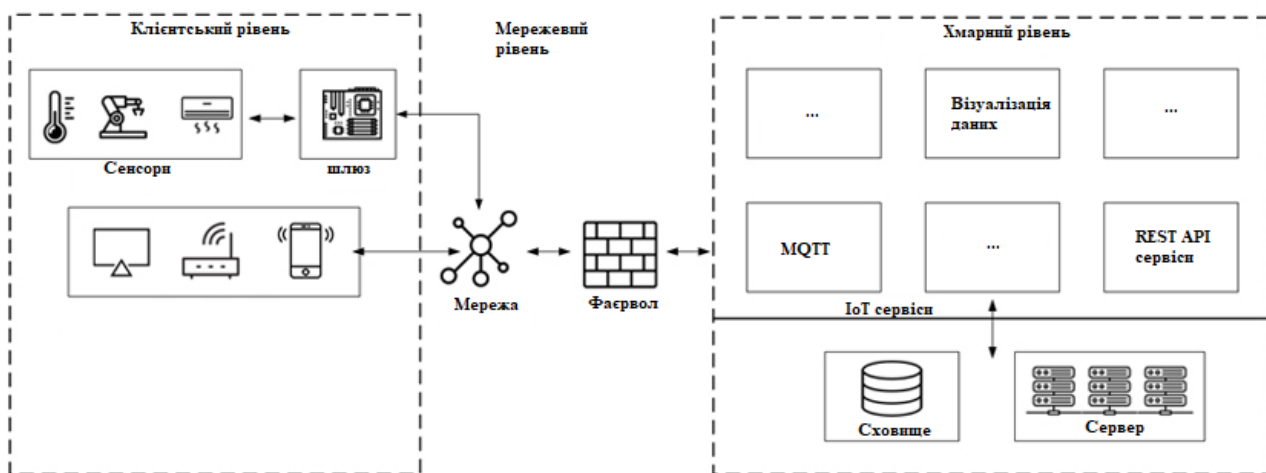 Клієнтський рівень
Сенсори
шлюз
Мережевий
рівень
Мережа
Фаєрвол
Хмарний рівень
...
Візуалізація
даних
...
MQTT
...
REST API
сервіси
ІоТ сервіси
Сховище
Сервер